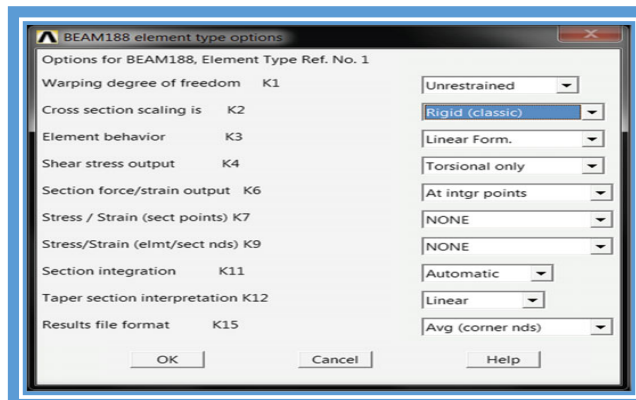 BEAM188 element type options
Options for BEAM188, Element Type Ref. No. 1
Warping degree of freedom K1 Unrestrained
Cross section scaling is K2 Rigid (classic)
Element behavior K3 Linear Form.
Shear stress output K4 Torsional only
Section force/strain output K6 At intgr points
Stress / Strain (sect points) K7 NONE
Stress/Strain (elmt/sect nds) K9 NONE
Section integration K11 Automatic
Taper section interpretation K12 Linear
Results file format K15 Avg (corner nds)
OK Cancel Help